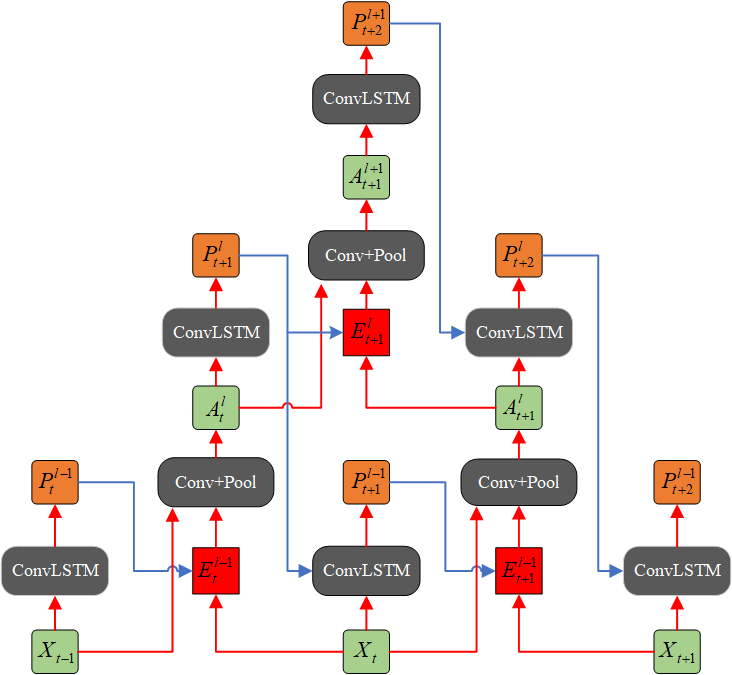 P_{t+2}^{l+1}
ConvLSTM
A_{t+1}^{l+1}
P_{t+1}^{l}
Conv+Pool
P_{t+2}^{l}
ConvLSTM
E_{t+1}^{l}
ConvLSTM
A_{t}^{l}
A_{t+1}^{l}
P_{t}^{l-1}
Conv+Pool
P_{t+1}^{l-1}
Conv+Pool
P_{t+2}^{l-1}
ConvLSTM
E_{t}^{l-1}
ConvLSTM
E_{t+1}^{l-1}
ConvLSTM
X_{t-1}
X_{t}
X_{t+1}